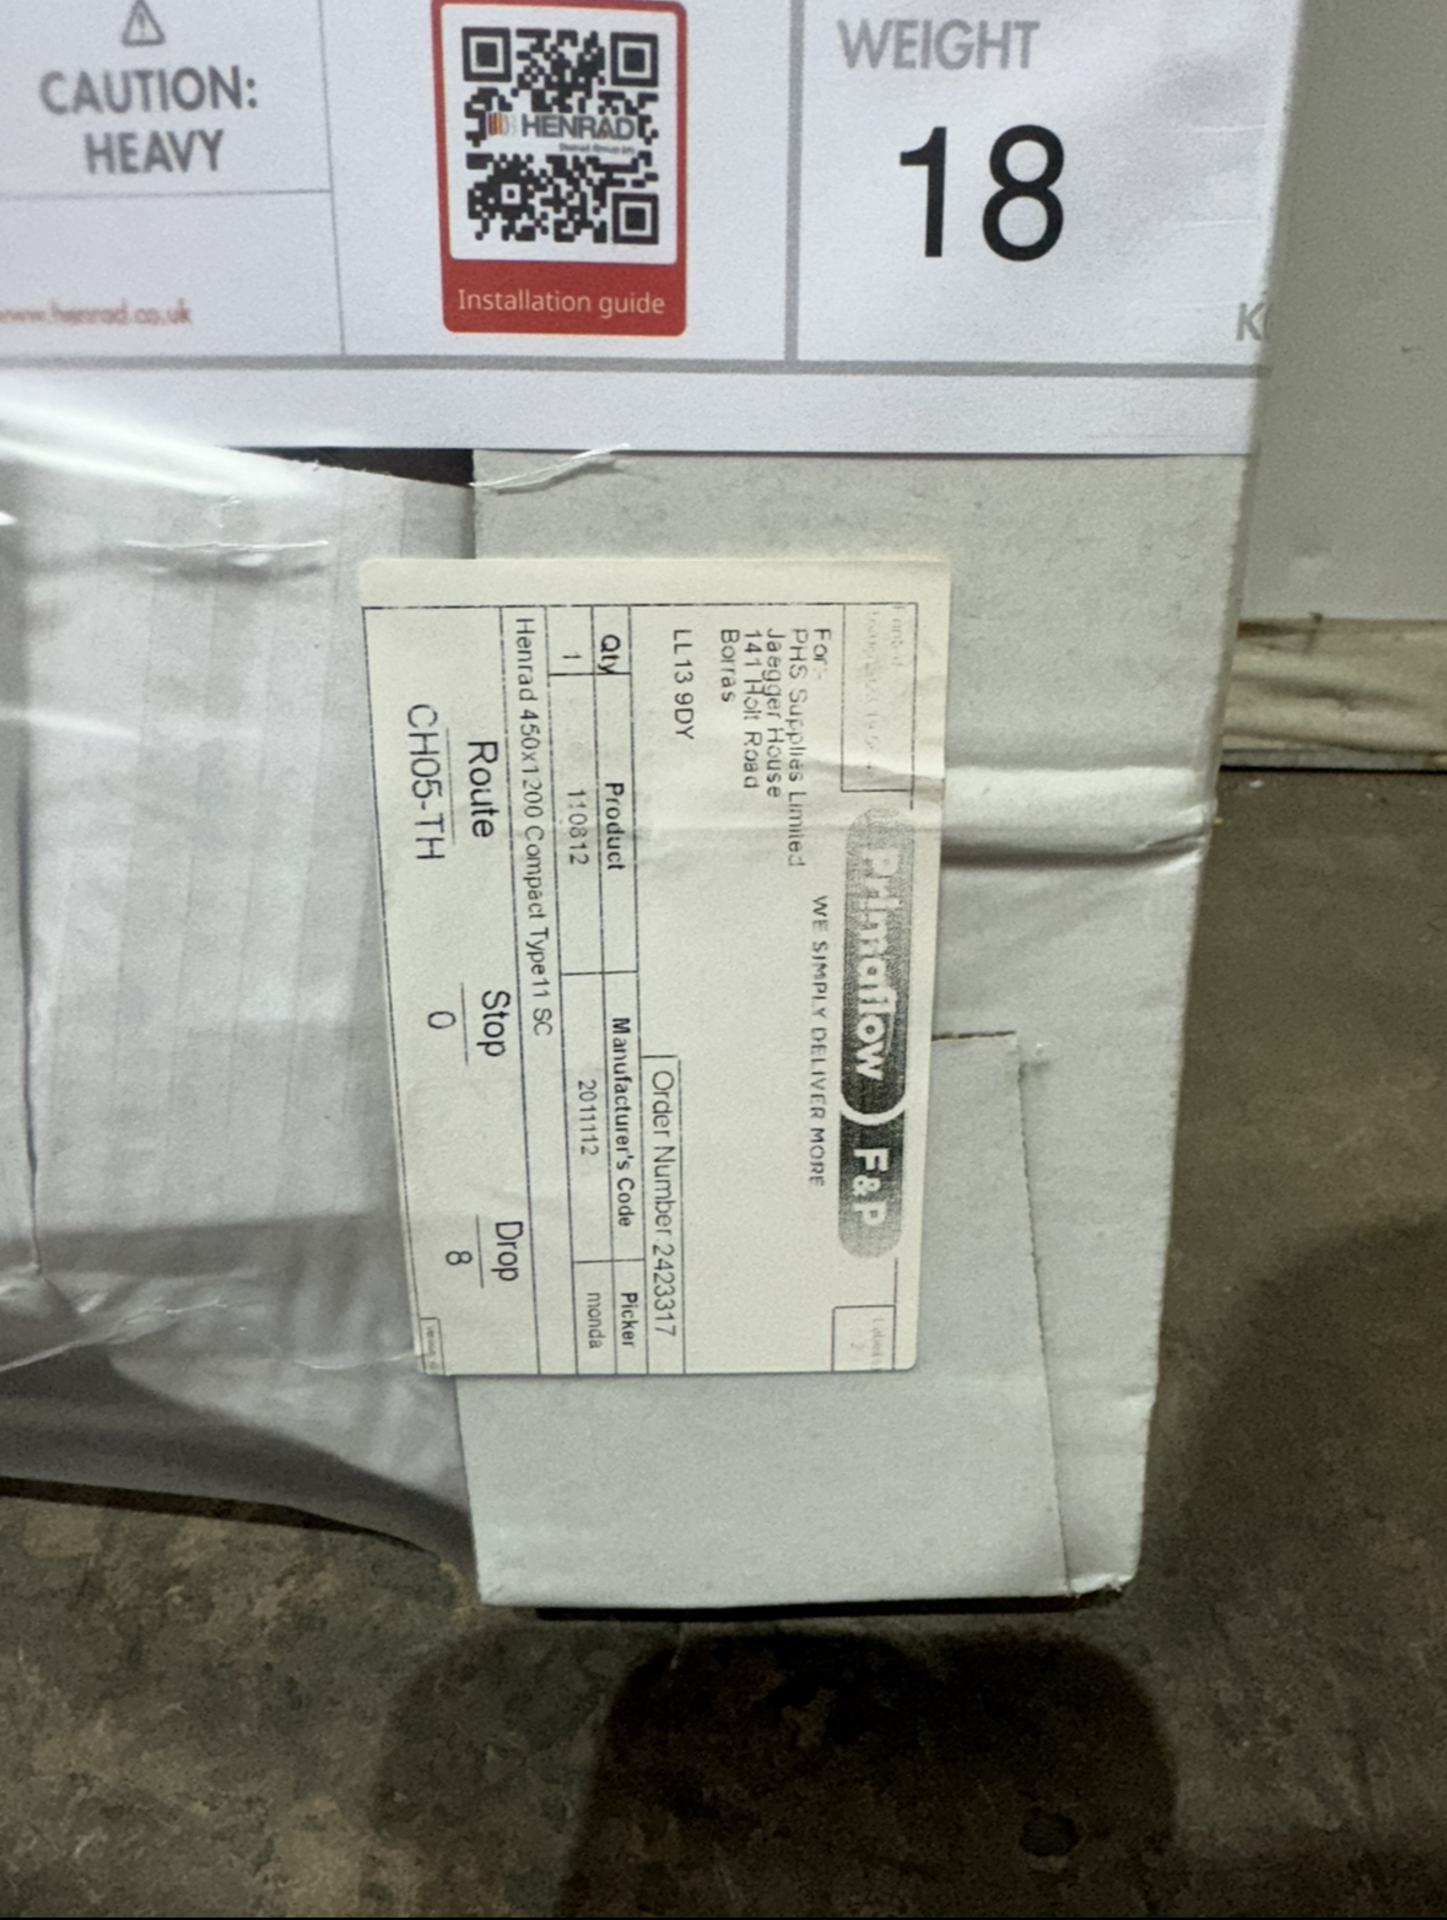 CAUTION:
HEAVY
www.henrad.co.uk
HENRAD
Installation guide
WEIGHT
18
Primaflow F&P
WE SIMPLY DELIVER MORE
For:-
PHS Supplies Limited
Jaegger House
141 Holt Road
Borras
LL13 9DY
Order Number 2423317
Qty Product Manufacturer's Code Picker
1 110812 2011112 monda
Henrad 450x1200 Compact Type11 SC
Route Stop Drop
CH05-TH 0 8